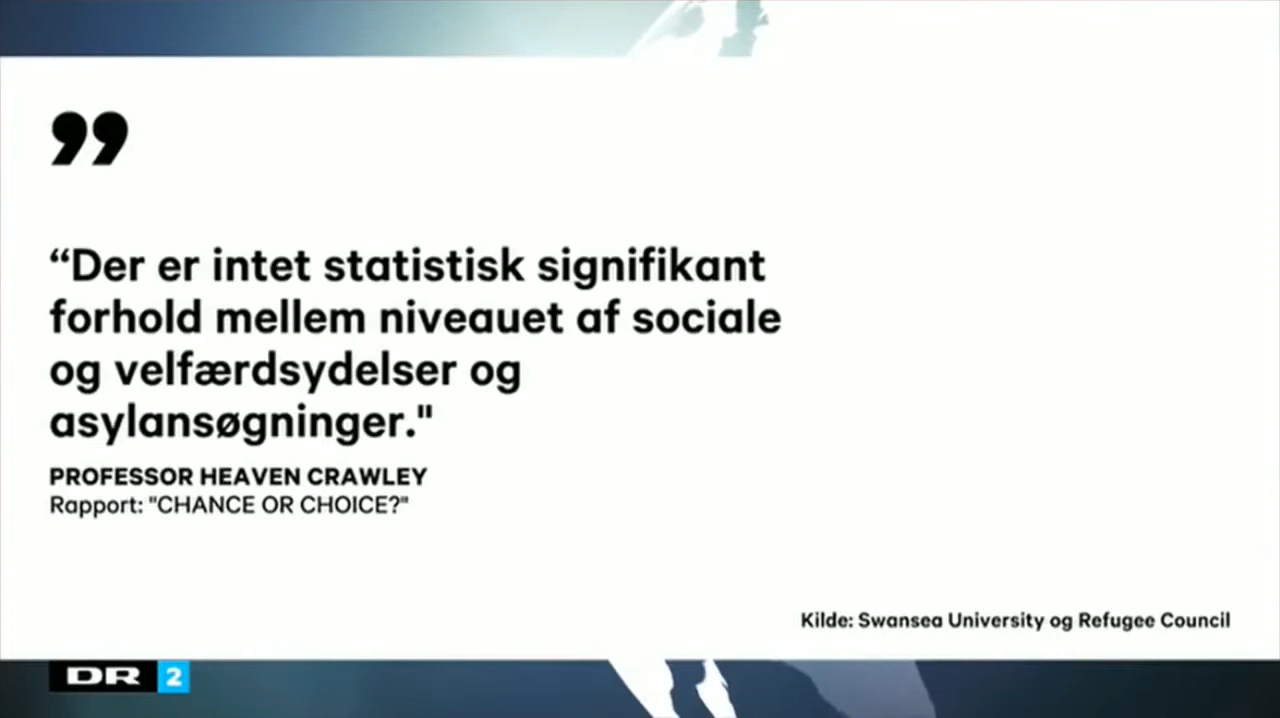 ”
“Der er intet statistisk signifikant
forhold mellem niveauet af sociale
og velfærdsydelser og
asylansøgninger."
PROFESSOR HEAVEN CRAWLEY
Rapport: "CHANCE OR CHOICE?"
Kilde: Swansea University og Refugee Council
DR 2